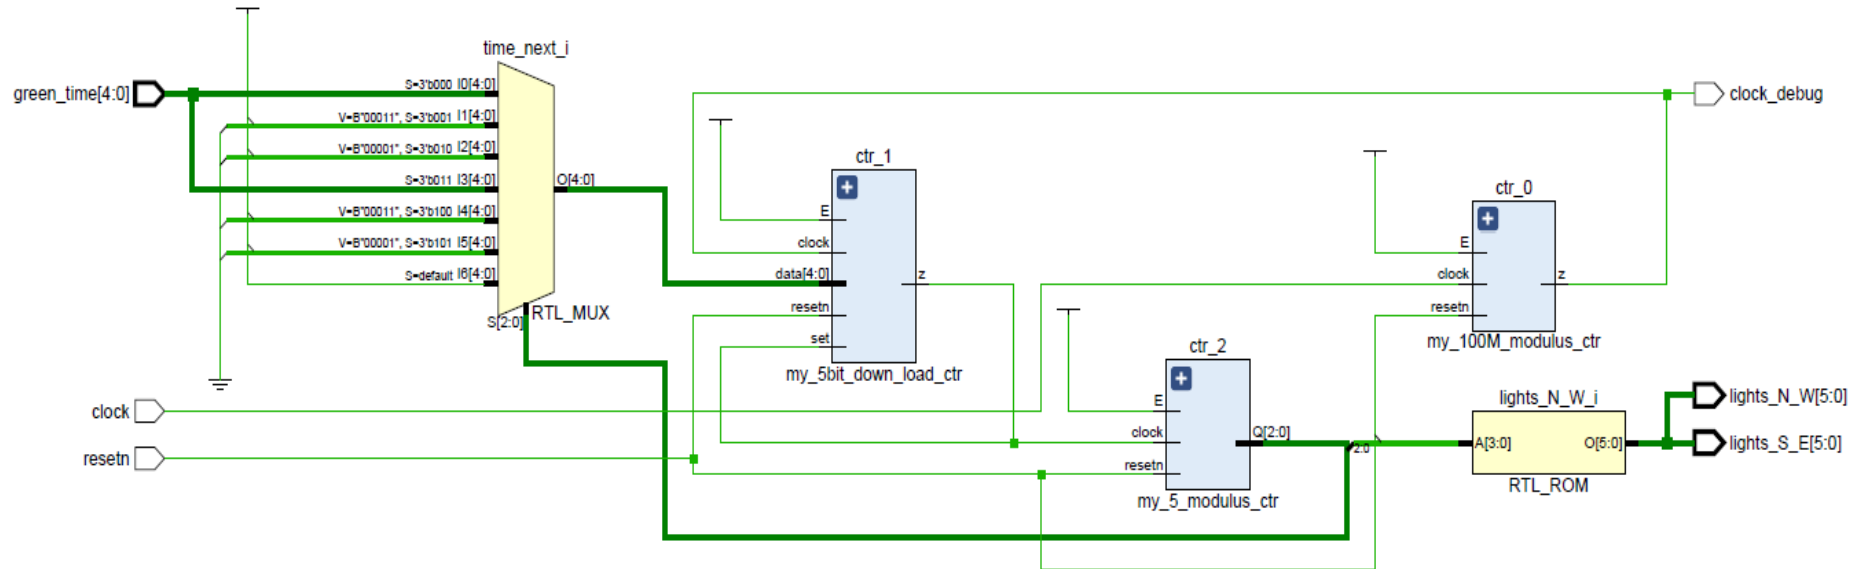 time_next_i
green_time[4:0]
S=3'b000 I0[4:0]
V=B"00011", S=3'b001 I1[4:0]
V=B"00001", S=3'b010 I2[4:0]
S=3'b011 I3[4:0]
V=B"00011", S=3'b100 I4[4:0]
V=B"00001", S=3'b101 I5[4:0]
S=default I6[4:0]
O[4:0]
S[2:0]
RTL_MUX
ctr_1
E
clock
data[4:0]
resetn
set
z
my_5bit_down_load_ctr
clock_debug
ctr_0
E
clock
resetn
z
my_100M_modulus_ctr
ctr_2
E
clock
resetn
Q[2:0]
my_5_modulus_ctr
2:0
lights_N_W_i
A[3:0]
O[5:0]
RTL_ROM
lights_N_W[5:0]
lights_S_E[5:0]
clock
resetn